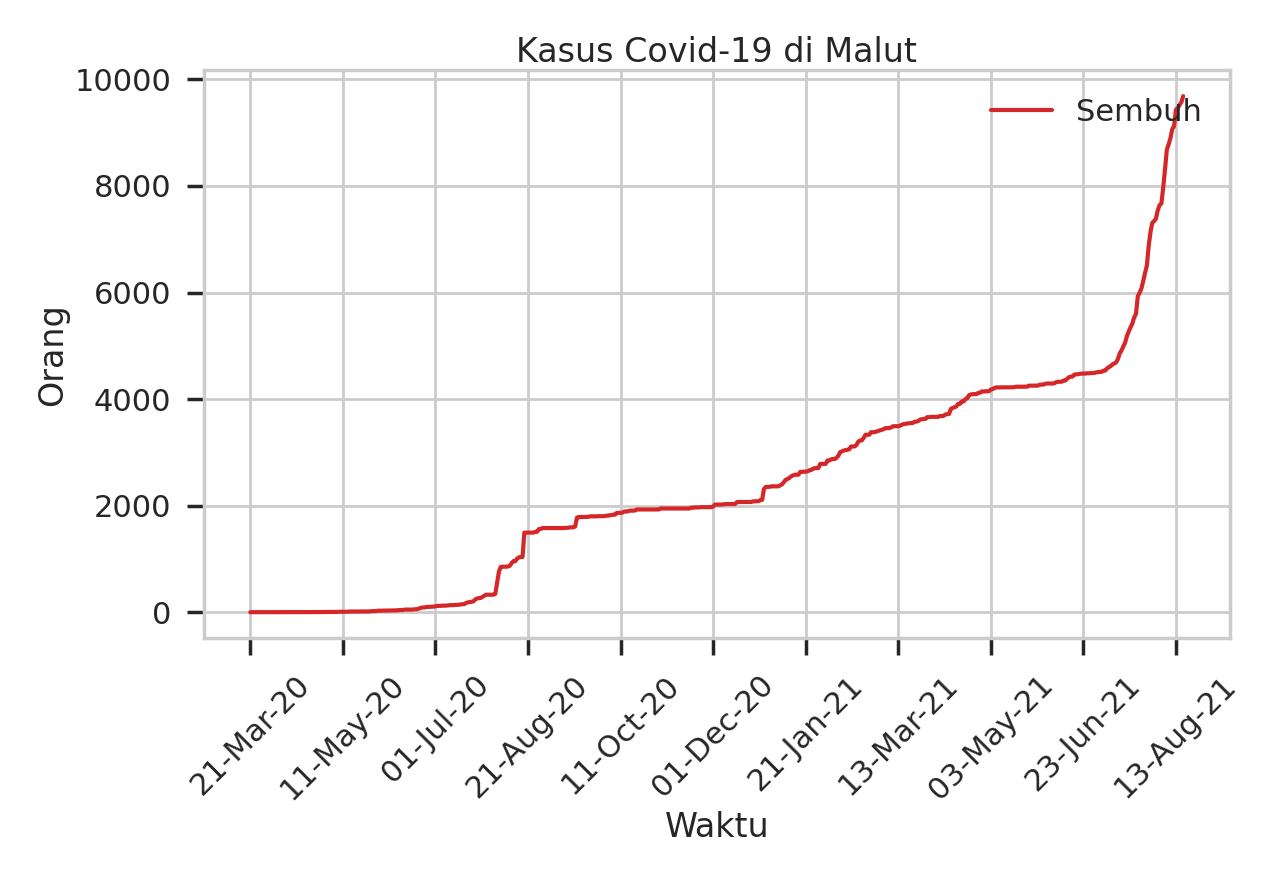 Kasus Covid-19 di Malut
10000
8000
6000
4000
2000
0
Orang
Sembuh
21-Mar-20
11-May-20
01-Jul-20
21-Aug-20
11-Oct-20
01-Dec-20
21-Jan-21
13-Mar-21
03-May-21
23-Jun-21
13-Aug-21
Waktu